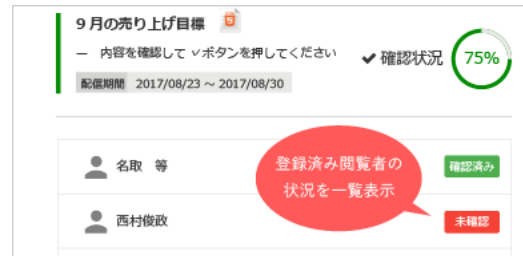 9月の売り上げ目標
― 内容を確認して✓ボタンを押してください
✔確認状況 75%
配信期間 2017/08/23 ～ 2017/08/30
名取　等
確認済み
登録済み閲覧者の
状況を一覧表示
西村俊政
未確認